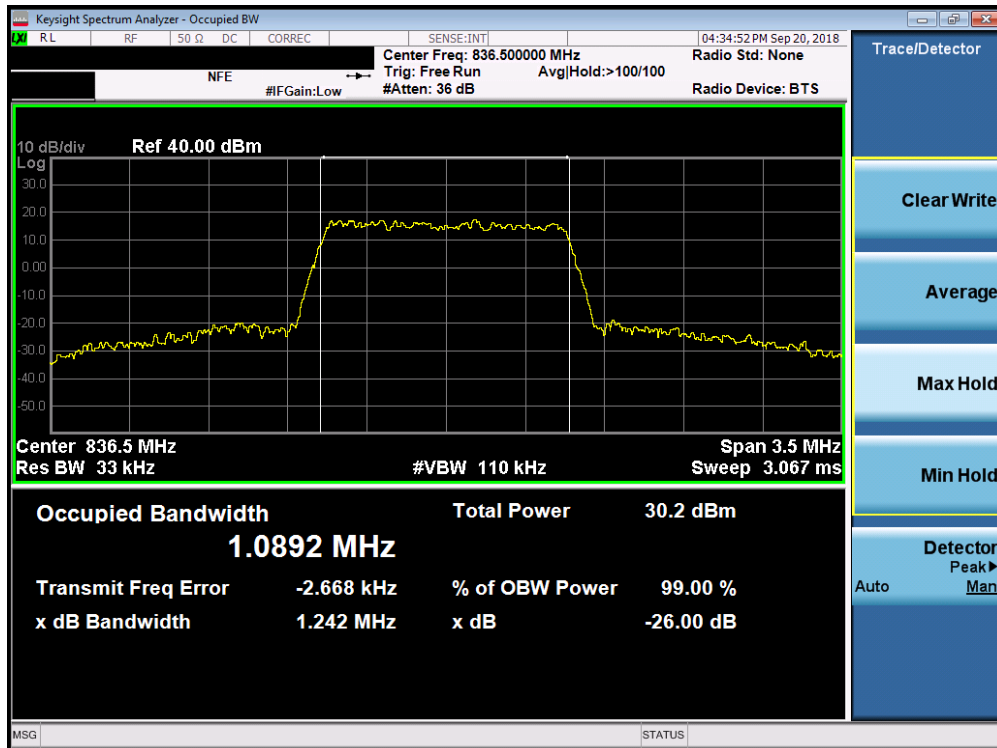 Keysight Spectrum Analyzer - Occupied BW
LXI RL RF 50 Ω DC CORREC SENSE:INT 04:34:52 PM Sep 20, 2018
Center Freq: 836.500000 MHz Radio Std: None
NFE Trig: Free Run Avg|Hold:>100/100
#IFGain:Low #Atten: 36 dB Radio Device: BTS
10 dB/div Ref 40.00 dBm
Log
30.0
20.0
10.0
0.00
-10.0
-20.0
-30.0
-40.0
-50.0
Center 836.5 MHz Span 3.5 MHz
Res BW 33 kHz #VBW 110 kHz Sweep 3.067 ms
Occupied Bandwidth Total Power 30.2 dBm
1.0892 MHz
Transmit Freq Error -2.668 kHz % of OBW Power 99.00 %
x dB Bandwidth 1.242 MHz x dB -26.00 dB
MSG STATUS
Trace/Detector
Clear Write
Average
Max Hold
Min Hold
Detector
Peak▶
Auto Man